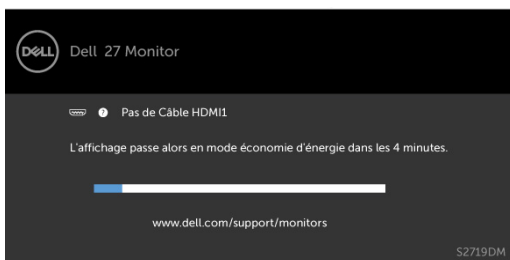 DELL Dell 27 Monitor
? Pas de Câble HDMI1
L'affichage passe alors en mode économie d'énergie dans les 4 minutes.
www.dell.com/support/monitors
S2719DM